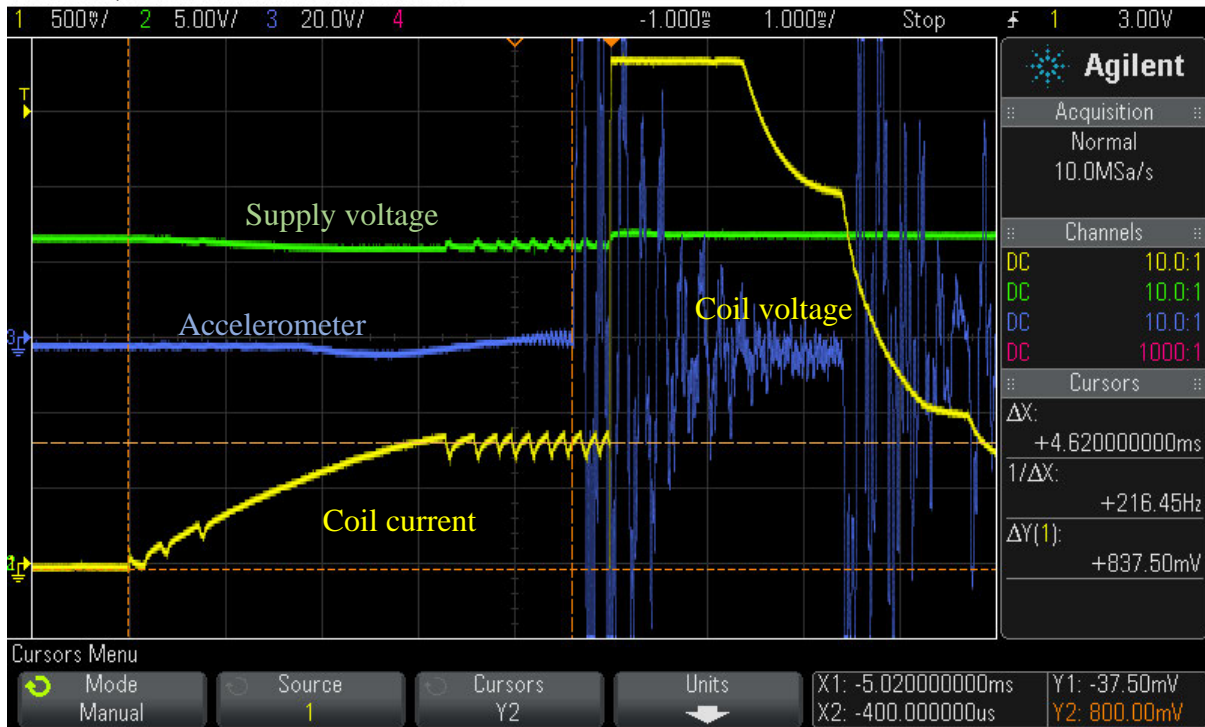 1 500mV/ 2 5.00V/ 3 20.0V/ 4 -1.000s 1.000s/ Stop 1 3.00V
T
Agilent
Acquisition
Normal
10.0MSa/s
Supply voltage
Channels
DC 10.0:1
DC 10.0:1
DC 10.0:1
DC 1000:1
Coil voltage
Accelerometer
3
Cursors
ΔX:
+4.620000000ms
1/ΔX:
+216.45Hz
ΔY(1):
+837.50mV
Coil current
Cursors Menu
Mode
Manual
Source
1
Cursors
Y2
Units
X1: -5.020000000ms
X2: -400.000000us
Y1: -37.50mV
Y2: 800.00mV